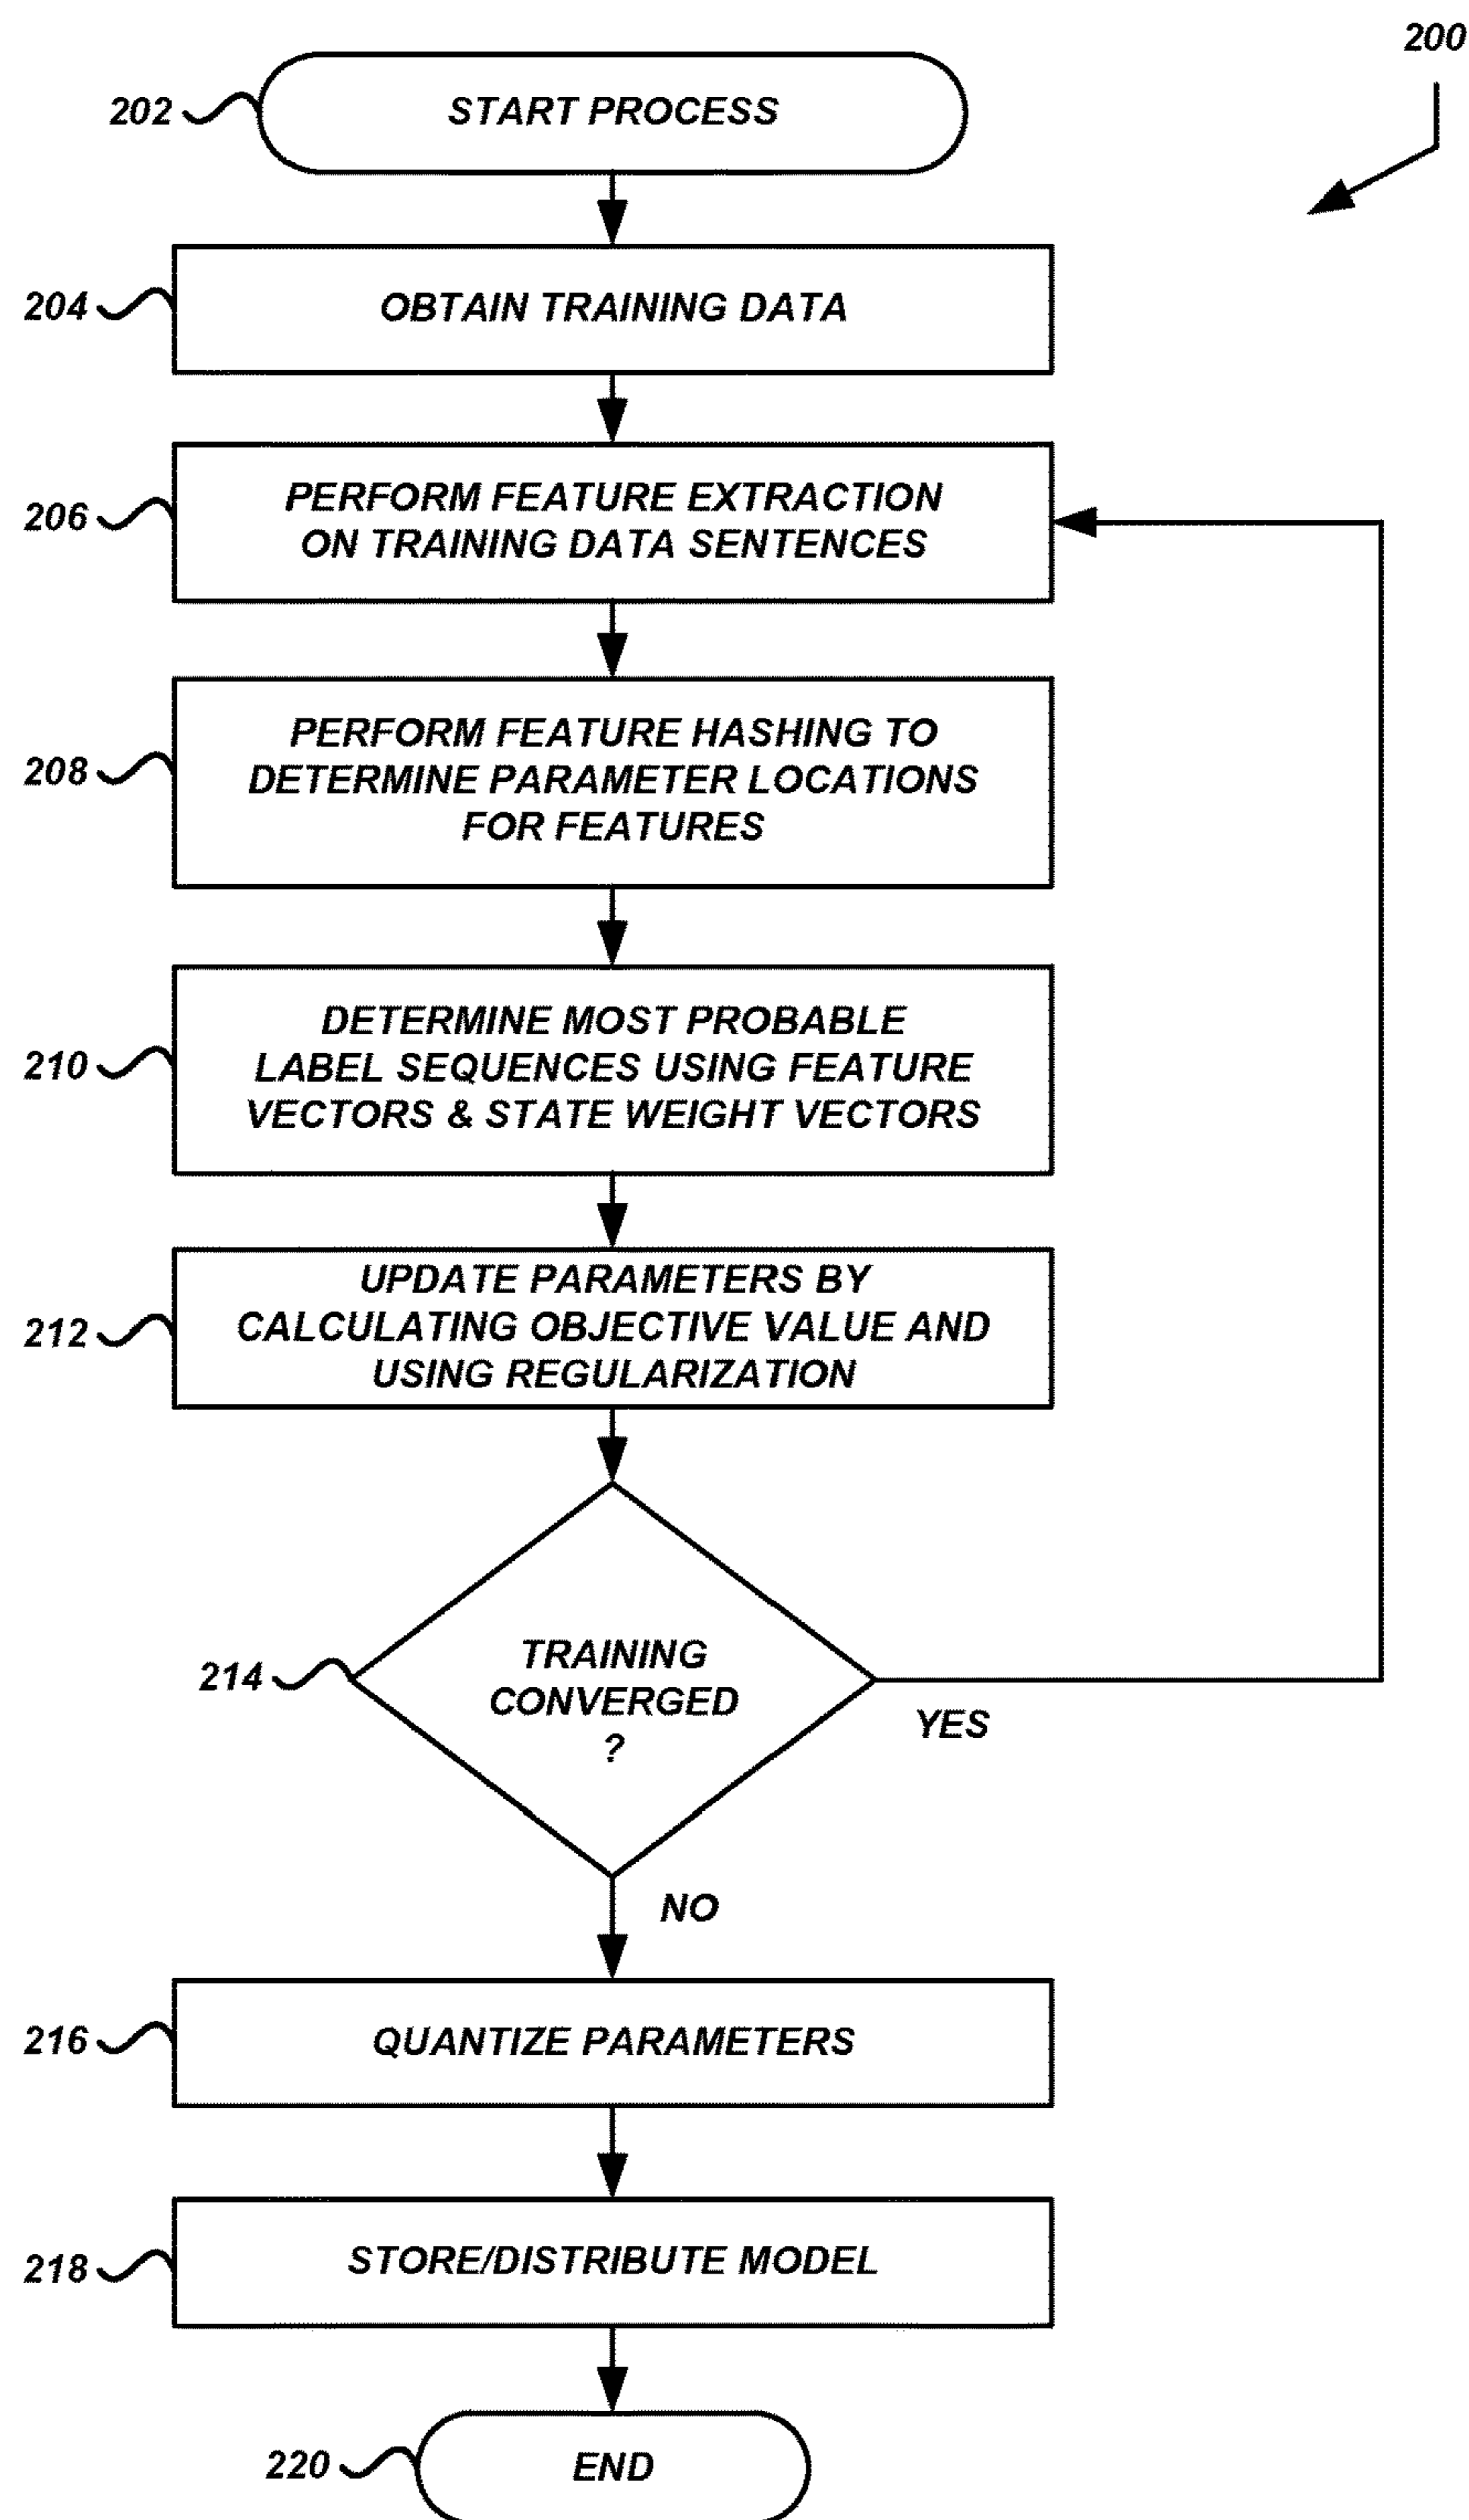 200
202
START PROCESS
204
OBTAIN TRAINING DATA
206
PERFORM FEATURE EXTRACTION
ON TRAINING DATA SENTENCES
208
PERFORM FEATURE HASHING TO
DETERMINE PARAMETER LOCATIONS
FOR FEATURES
210
DETERMINE MOST PROBABLE
LABEL SEQUENCES USING FEATURE
VECTORS & STATE WEIGHT VECTORS
212
UPDATE PARAMETERS BY
CALCULATING OBJECTIVE VALUE AND
USING REGULARIZATION
214
TRAINING
CONVERGED
?
YES
NO
216
QUANTIZE PARAMETERS
218
STORE/DISTRIBUTE MODEL
220
END